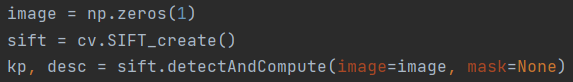 image = np.zeros(1)
sift = cv.SIFT_create()
kp, desc = sift.detectAndCompute(image=image, mask=None)